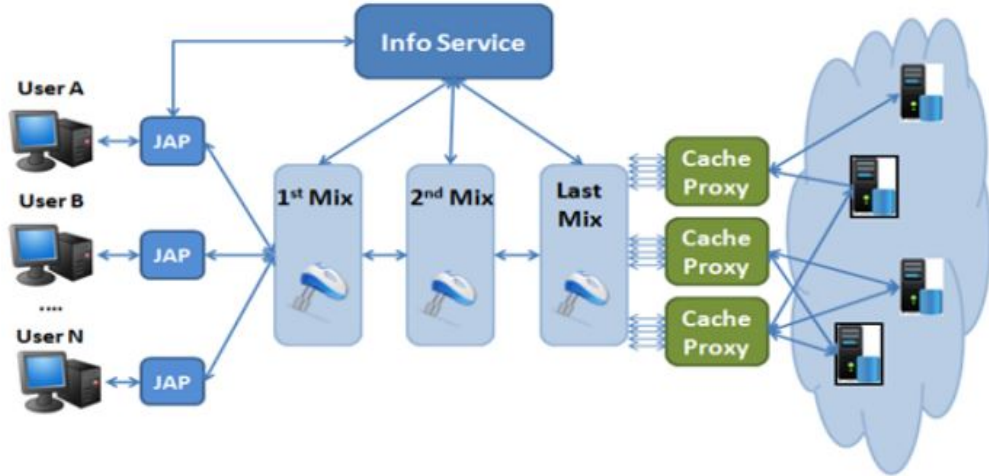 Info Service
User A
JAP
User B
JAP
....
User N
JAP
1st Mix
2nd Mix
Last
Mix
Cache
Proxy
Cache
Proxy
Cache
Proxy